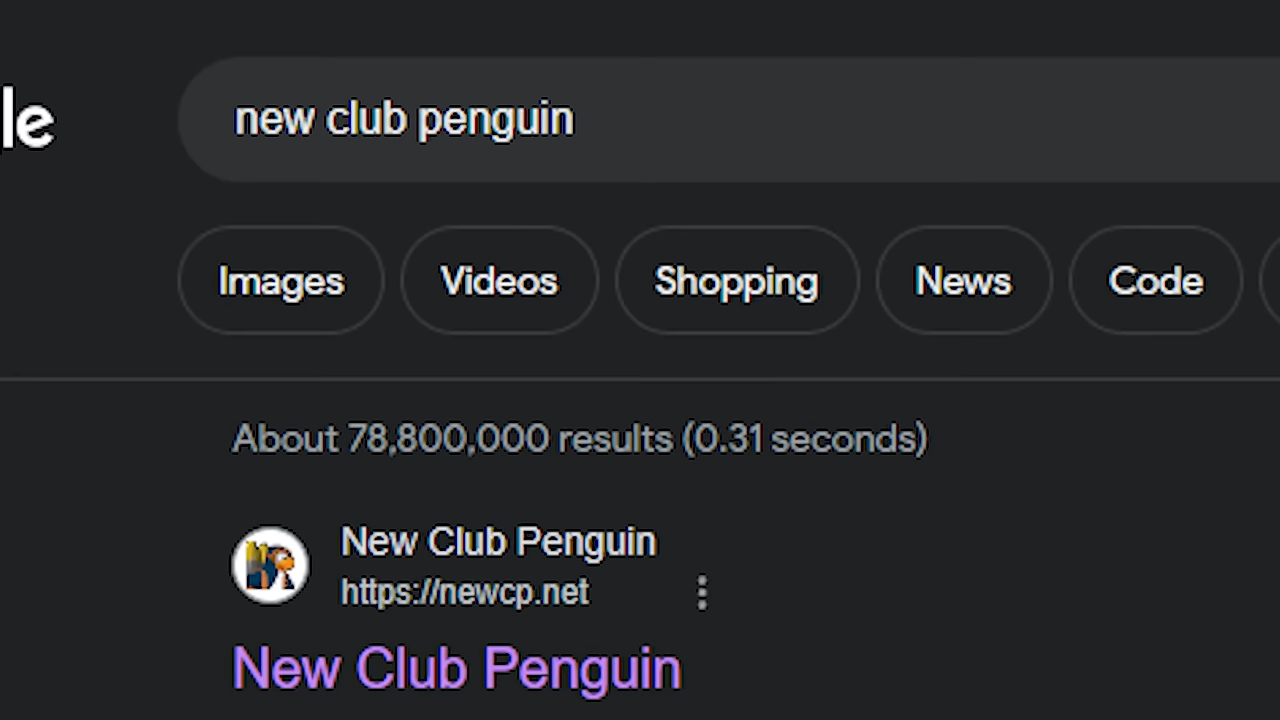 le
new club penguin
Images Videos Shopping News Code
About 78,800,000 results (0.31 seconds)
New Club Penguin
https://newcp.net
New Club Penguin